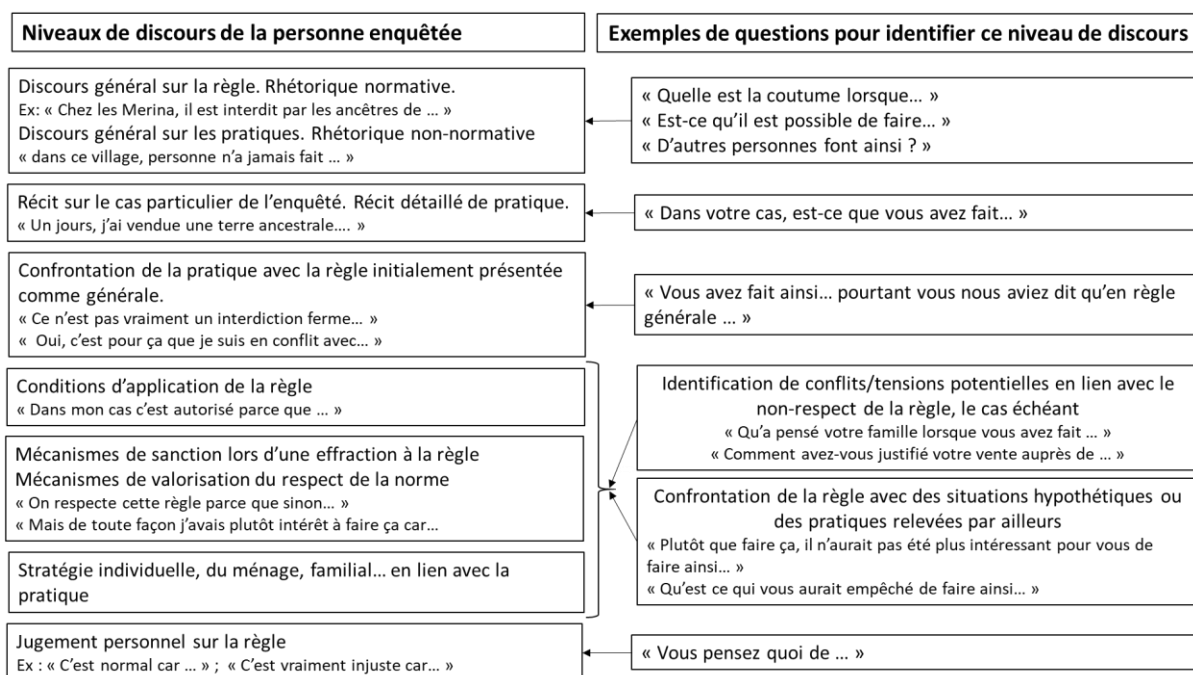 Niveaux de discours de la personne enquêtée
Exemples de questions pour identifier ce niveau de discours
Discours général sur la règle. Rhétorique normative.
Ex: « Chez les Merina, il est interdit par les ancêtres de … »
Discours général sur les pratiques. Rhétorique non-normative
« dans ce village, personne n’a jamais fait … »
« Quelle est la coutume lorsque… »
« Est-ce qu’il est possible de faire… »
« D’autres personnes font ainsi ? »
Récit sur le cas particulier de l’enquêté. Récit détaillé de pratique.
« Un jours, j’ai vendue une terre ancestrale…. »
« Dans votre cas, est-ce que vous avez fait… »
Confrontation de la pratique avec la règle initialement présentée
comme générale.
« Ce n’est pas vraiment un interdiction ferme… »
« Oui, c’est pour ça que je suis en conflit avec… »
« Vous avez fait ainsi… pourtant vous nous aviez dit qu’en règle
générale … »
Conditions d’application de la règle
« Dans mon cas c’est autorisé parce que … »
Mécanismes de sanction lors d’une effraction à la règle
Mécanismes de valorisation du respect de la norme
« On respecte cette règle parce que sinon… »
« Mais de toute façon j’avais plutôt intérêt à faire ça car…
Stratégie individuelle, du ménage, familial… en lien avec la
pratique
Identification de conflits/tensions potentielles en lien avec le
non-respect de la règle, le cas échéant
« Qu’a pensé votre famille lorsque vous avez fait … »
« Comment avez-vous justifié votre vente auprès de … »
Confrontation de la règle avec des situations hypothétiques ou
des pratiques relevées par ailleurs
« Plutôt que faire ça, il n’aurait pas été plus intéressant pour vous de
faire ainsi… »
« Qu’est ce qui vous aurait empêché de faire ainsi… »
Jugement personnel sur la règle
Ex : « C’est normal car … » ; « C’est vraiment injuste car… »
« Vous pensez quoi de … »